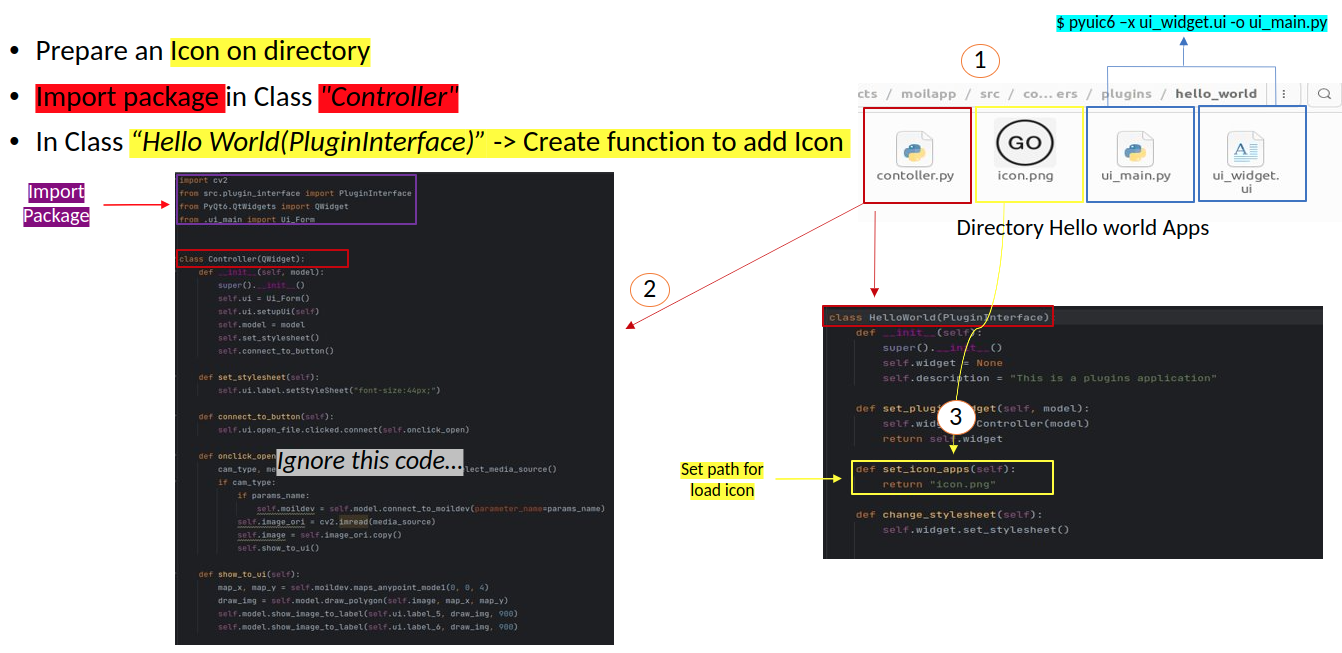 $ pyuic6 –x ui_widget.ui -o ui_main.py
• Prepare an Icon on directory
• Import package in Class "Controller"
• In Class “Hello World(PluginInterface)” -> Create function to add Icon
1
cts / moilapp / src / co... ers / plugins / hello_world
GO
contoller.py
icon.png
ui_main.py
ui_widget.
ui
Directory Hello world Apps
Import
Package
import cv2
from src.plugin_interface import PluginInterface
from PyQt6.QtWidgets import QWidget
from .ui_main import Ui_Form
class Controller(QWidget):
def __init__(self, model):
super().__init__()
self.ui = Ui_Form()
self.ui.setupUi(self)
self.model = model
self.set_stylesheet()
self.connect_to_button()
def set_stylesheet(self):
self.ui.label.setStyleSheet("font-size:44px;")
def connect_to_button(self):
self.ui.open_file.clicked.connect(self.onclick_open)
def onclick_open
Ignore this code...
cam_type, me
lect_media_source()
if cam_type:
if params_name:
self.moildev = self.model.connect_to_moildev(parameter_name=params_name)
self.image_ori = cv2.imread(media_source)
self.image = self.image_ori.copy()
self.show_to_ui()
def show_to_ui(self):
map_x, map_y = self.moildev.maps_anypoint_mode1(0, 0, 4)
draw_img = self.model.draw_polygon(self.image, map_x, map_y)
self.model.show_image_to_label(self.ui.label_5, draw_img, 900)
self.model.show_image_to_label(self.ui.label_6, draw_img, 900)
2
class HelloWorld(PluginInterface)
def __init__(self):
super().__init__()
self.widget = None
self.description = "This is a plugins application"
def set_plugi get(self, model):
self.wid Controller(model)
return self.widget
3
def set_icon_apps(self):
return "icon.png"
def change_stylesheet(self):
self.widget.set_stylesheet()
Set path for
load icon